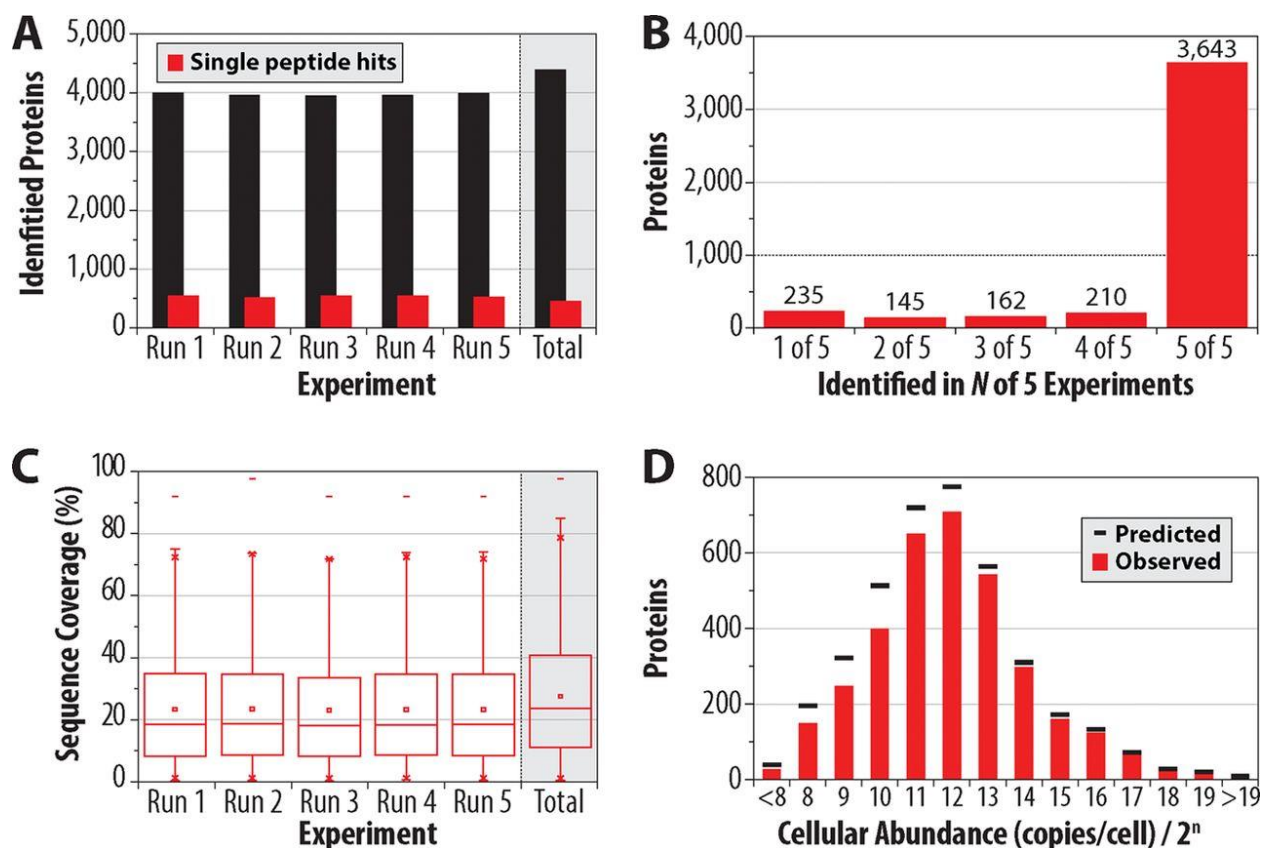 A
Idenfitied Proteins
5,000
4,000
3,000
2,000
1,000
0
Single peptide hits
Run 1 Run 2 Run 3 Run 4 Run 5 Total
Experiment
B
Proteins
4,000
3,000
2,000
1,000
0
235
145
162
210
3,643
1 of 5 2 of 5 3 of 5 4 of 5 5 of 5
Identified in N of 5 Experiments
C
Sequence Coverage (%)
100
80
60
40
20
0
Run 1 Run 2 Run 3 Run 4 Run 5 Total
Experiment
D
Proteins
800
600
400
200
0
Predicted
Observed
<8 8 9 10 11 12 13 14 15 16 17 18 19 >19
Cellular Abundance (copies/cell) / 2ⁿ